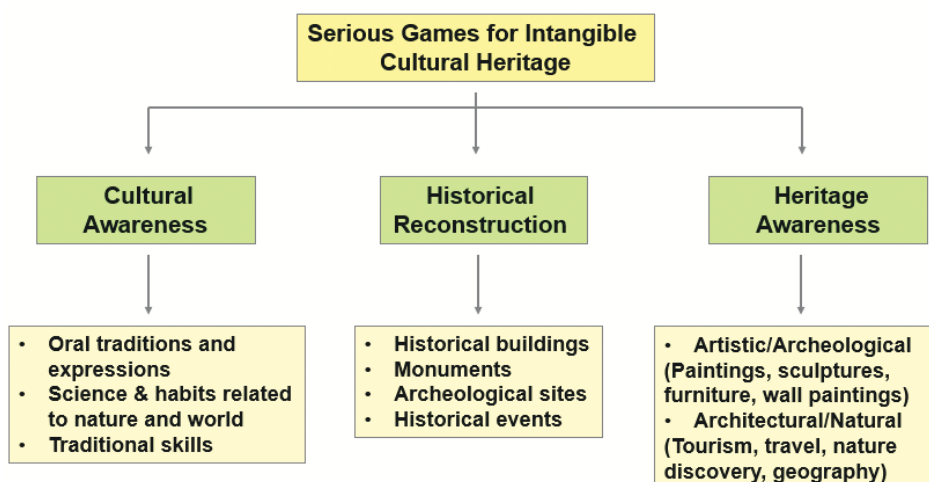 Serious Games for Intangible
Cultural Heritage
Cultural
Awareness
Historical
Reconstruction
Heritage
Awareness
• Oral traditions and
expressions
• Science & habits related
to nature and world
• Traditional skills
• Historical buildings
• Monuments
• Archeological sites
• Historical events
• Artistic/Archeological
(Paintings, sculptures,
furniture, wall paintings)
• Architectural/Natural
(Tourism, travel, nature
discovery, geography)